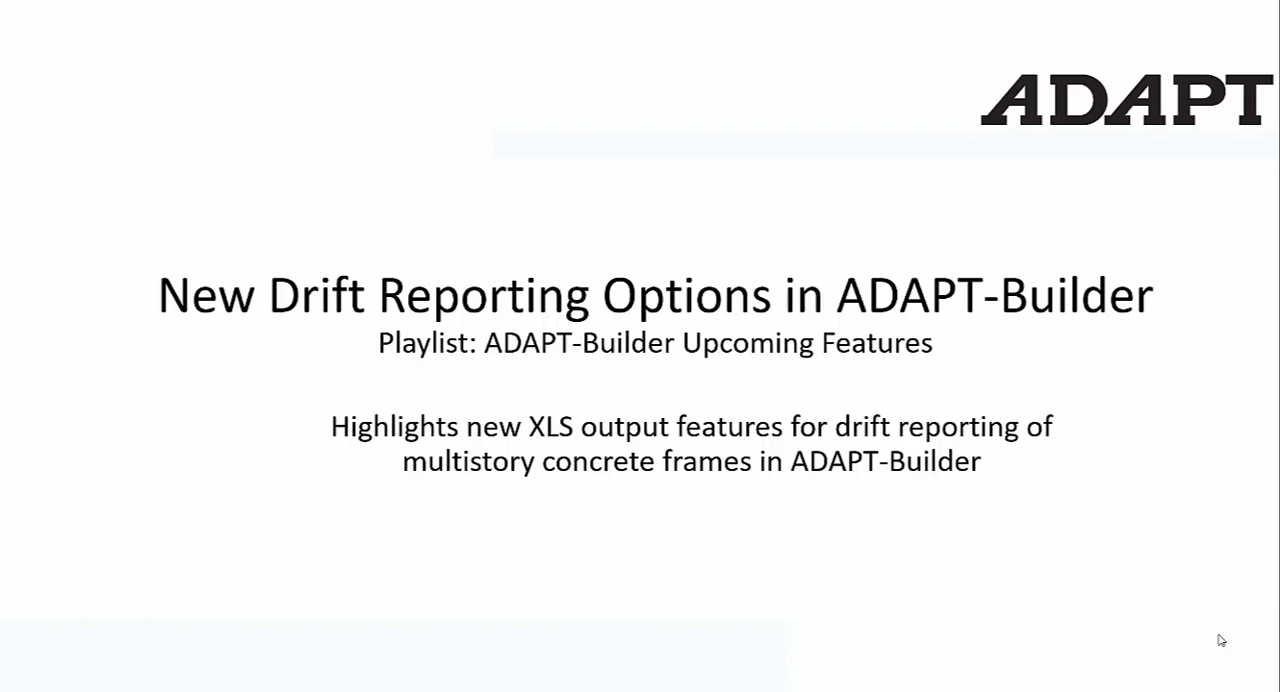 ADAPT
New Drift Reporting Options in ADAPT-Builder
Playlist: ADAPT-Builder Upcoming Features
Highlights new XLS output features for drift reporting of
multistory concrete frames in ADAPT-Builder